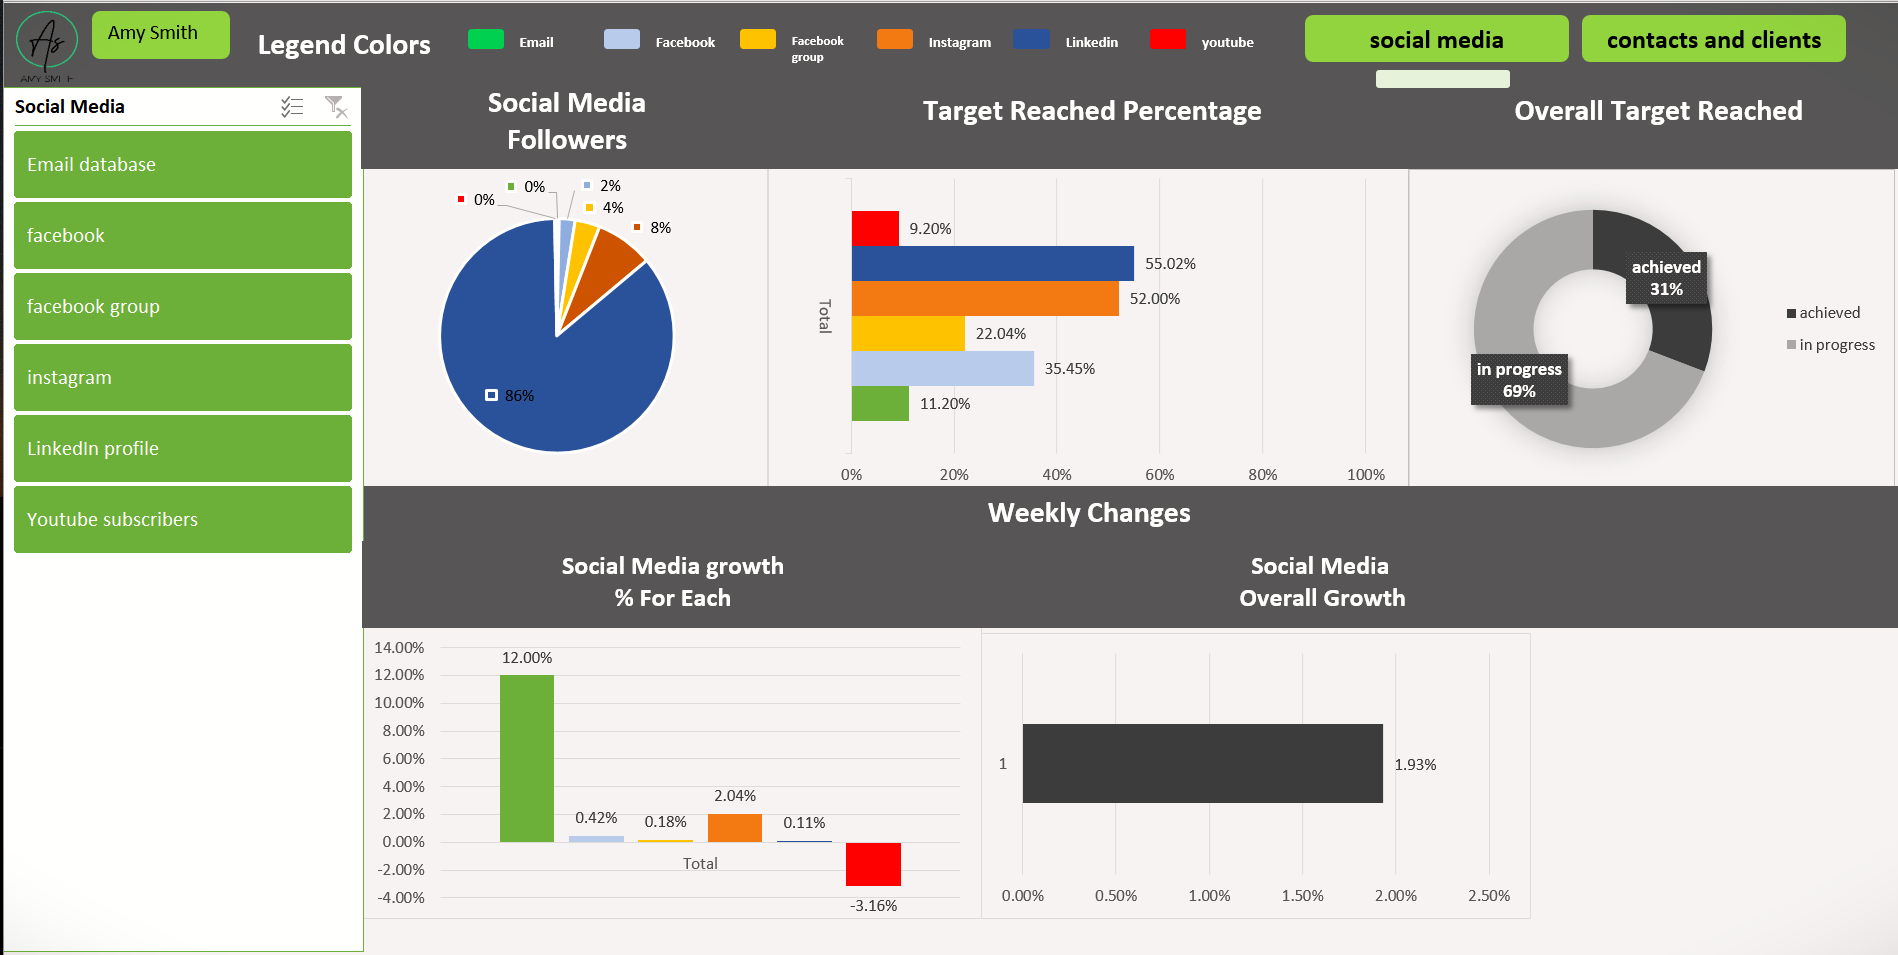 As
AMY SMITH
Amy Smith
Legend Colors
Email
Facebook
Facebook
group
Instagram
Linkedin
youtube
social media
contacts and clients
Social Media
Email database
facebook
facebook group
instagram
LinkedIn profile
Youtube subscribers
Social Media
Followers
0%
0%
2%
4%
8%
86%
Target Reached Percentage
Total
9.20%
55.02%
52.00%
22.04%
35.45%
11.20%
0%
20%
40%
60%
80%
100%
Overall Target Reached
achieved
31%
in progress
69%
achieved
in progress
Weekly Changes
Social Media growth
% For Each
14.00%
12.00%
10.00%
8.00%
6.00%
4.00%
2.00%
0.00%
-2.00%
-4.00%
12.00%
0.42%
0.18%
2.04%
0.11%
-3.16%
Total
Social Media
Overall Growth
1
1.93%
0.00%
0.50%
1.00%
1.50%
2.00%
2.50%